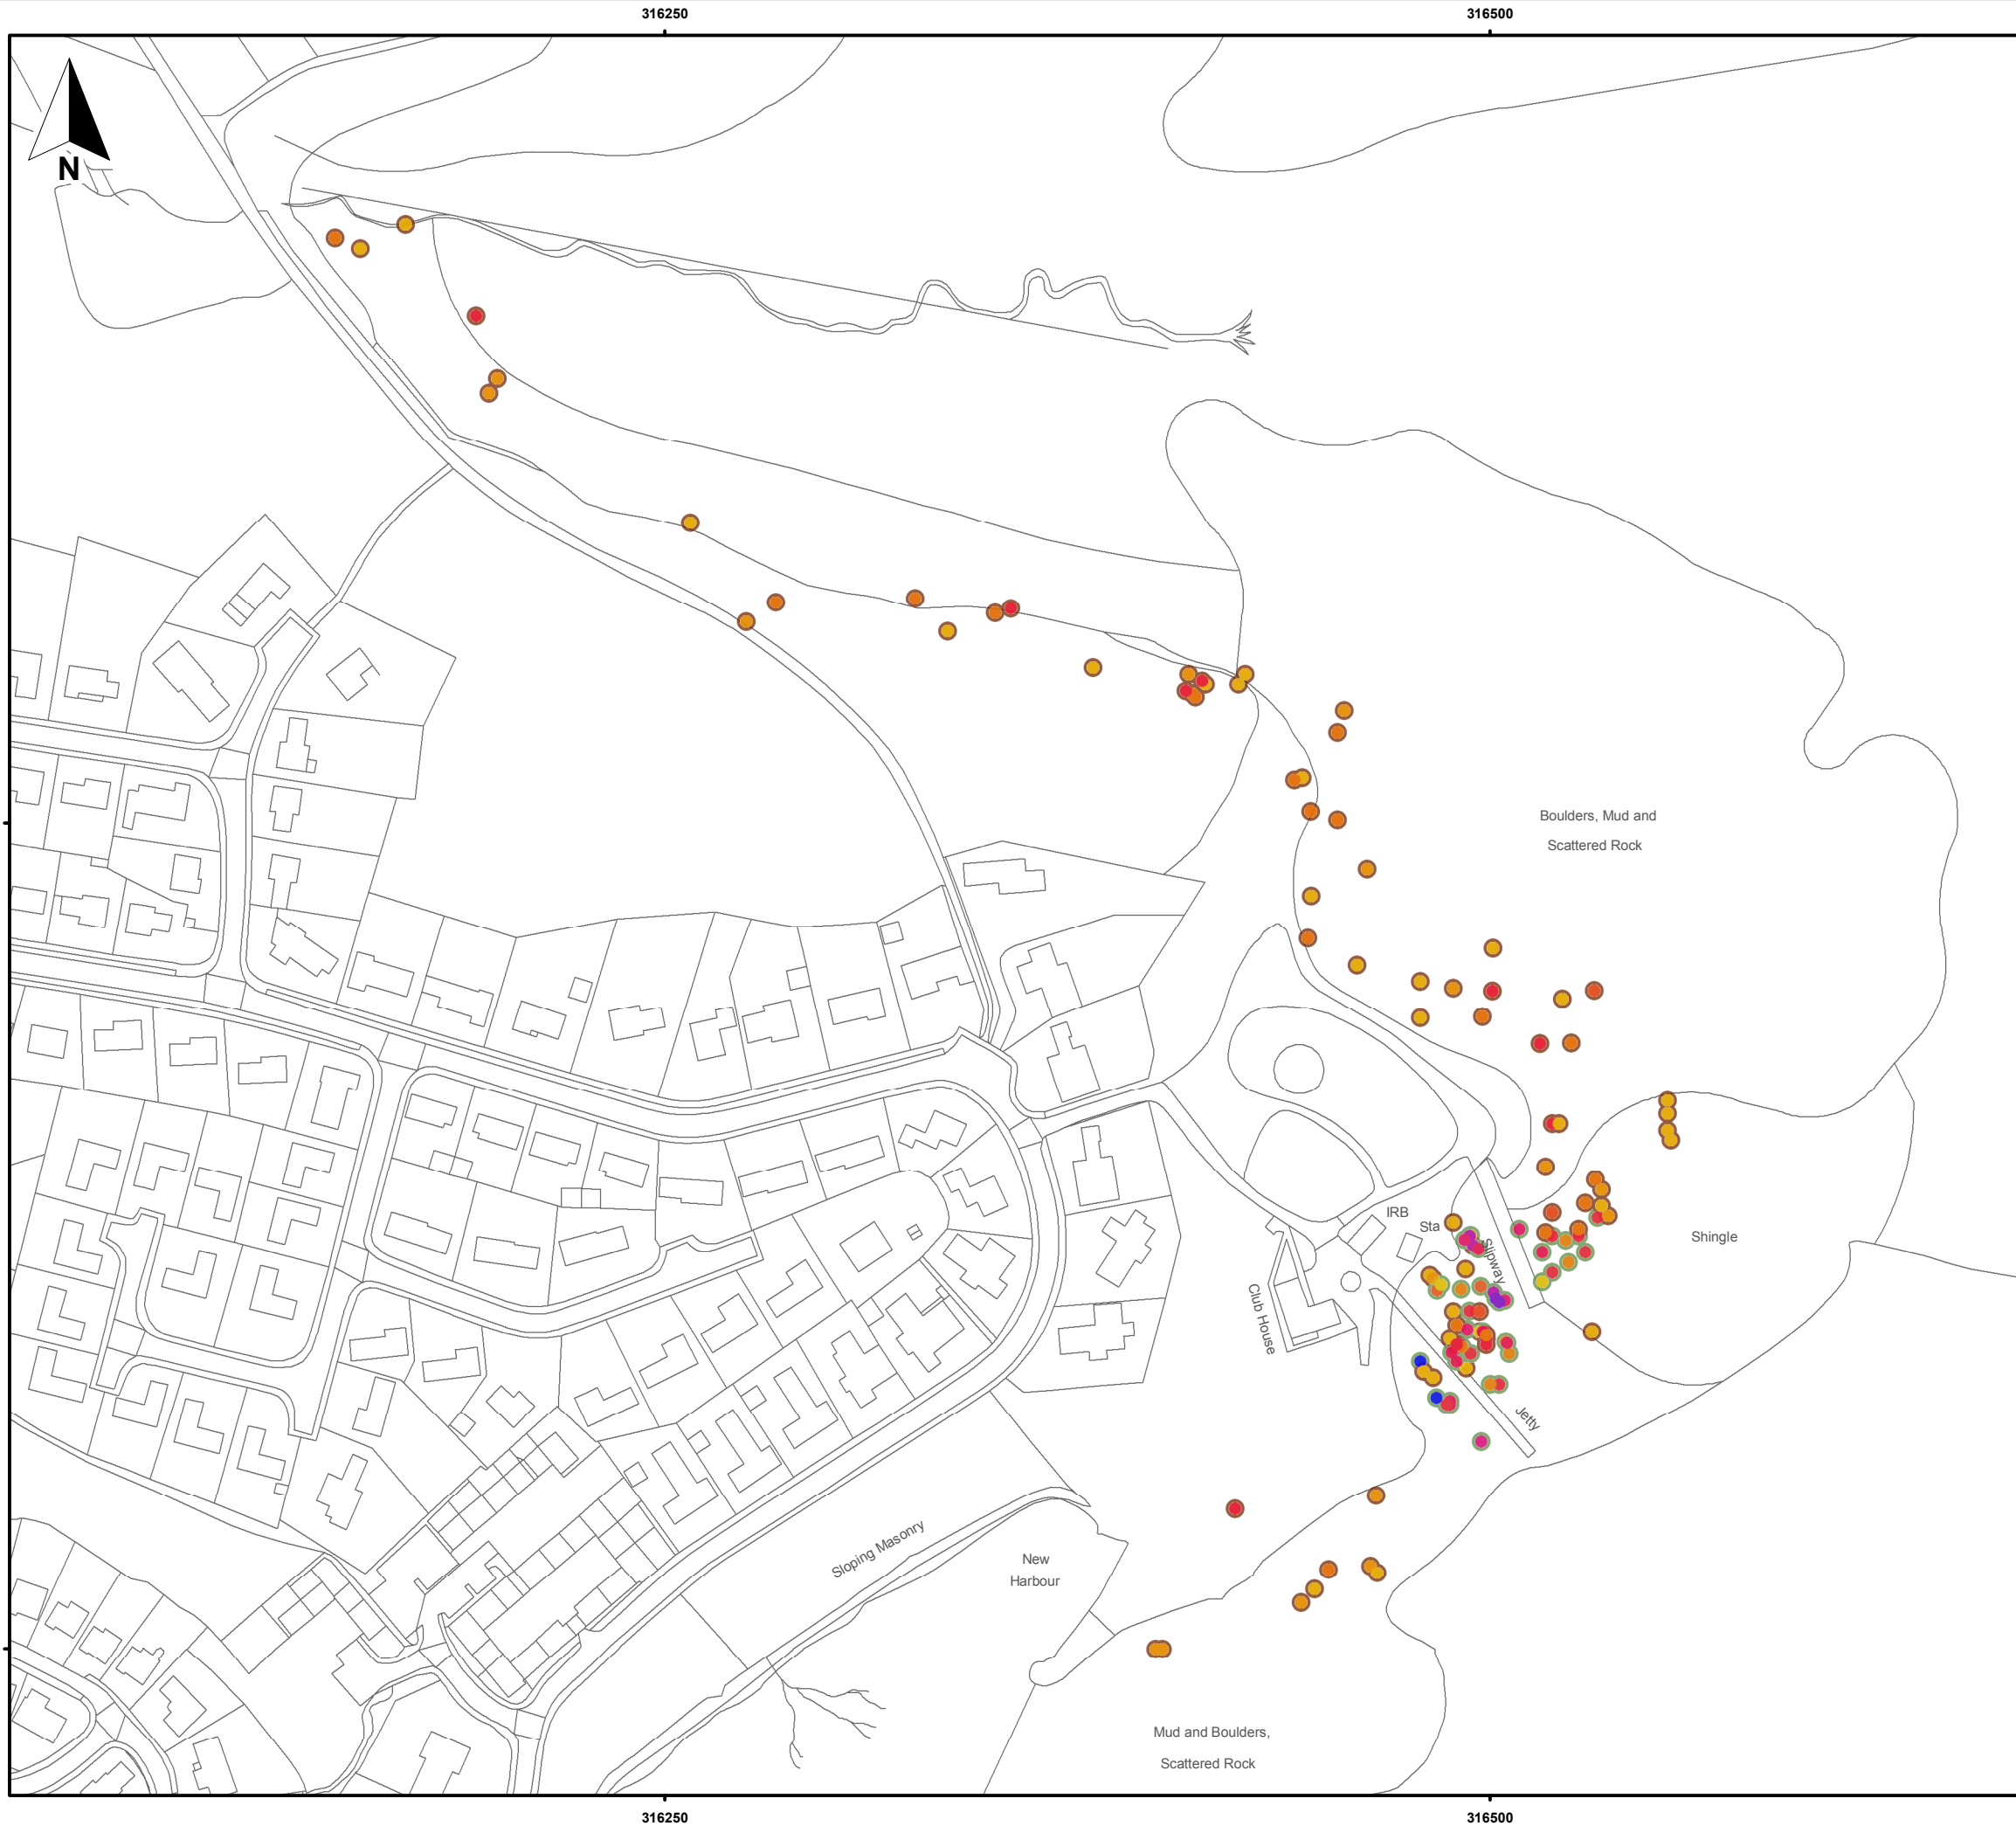 316250
316500
N
Boulders, Mud and
Scattered Rock
IRB
Sta
Slipway
Shingle
Club House
Jetty
Sloping Masonry
New
Harbour
Mud and Boulders,
Scattered Rock
316250
316500